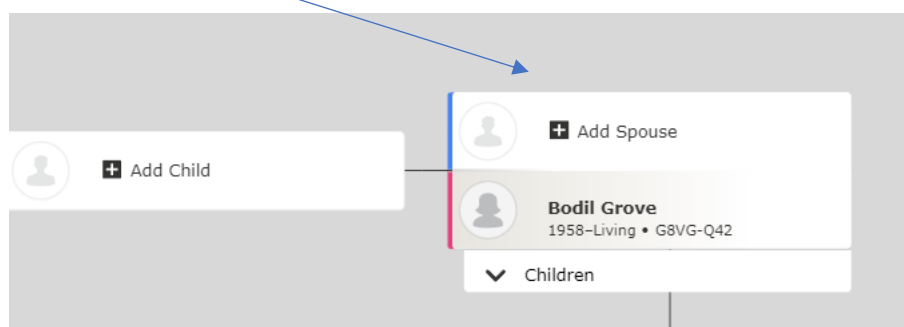 Add Spouse
Add Child
Bodil Grove
1958–Living • G8VG-Q42
Children